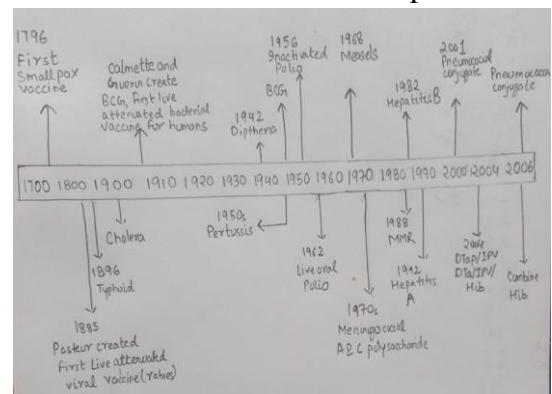 1796
First
Small pox
vaccine
Calmette and
Guerin create
BCG, first live
attenuated bacterial
vaccine for humans
1942
Diptheria
1956
Inactivated
Polio
BCG
1968
Measels
1982
Hepatitis B
2001
Pneumococcal
conjugate
Pneumococcal
conjugate
1700 1800 1900 1910 1920 1930 1940 1950 1960 1970 1980 1990 2000 2004 2006
Cholera
1896
Typhoid
1885
Pasteur created
First Live attenuated
viral vaccine (rabies)
1950s
Pertussis
1962
Live oral
Polio
1970s
Meningococcal
A&C polysaccharide
1988
MMR
1992
Hepatitis
A
2004
DTaP/IPV
DTa/IPV/
Hib
Combine
Hib